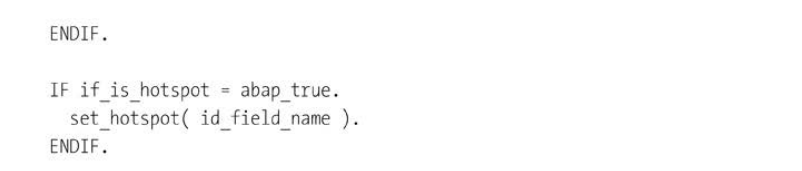 ENDIF.
IF if_is_hotspot = abap_true.
set_hotspot( id_field_name ).
ENDIF.